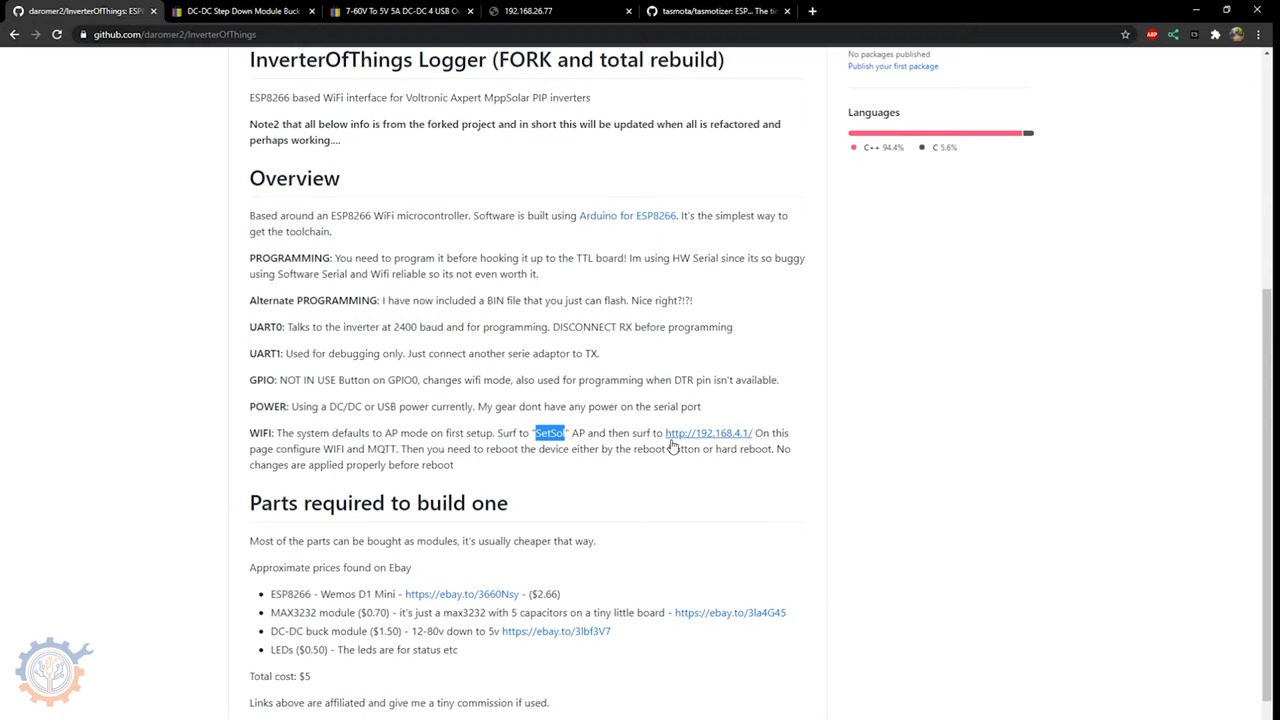 daromer2/InverterOfThings: ESP8
DC-DC Step Down Module Buck
7-60V To 5V 5A DC-DC 4 USB Ou
192.168.26.77
tasmota/tasmotizer: ESP... The ti
github.com/daromer2/InverterOfThings
ABP
InverterOfThings Logger (FORK and total rebuild)
ESP8266 based WiFi interface for Voltronic Axpert MppSolar PIP inverters
Note2 that all below info is from the forked project and in short this will be updated when all is refactored and
perhaps working....
Overview
Based around an ESP8266 WiFi microcontroller. Software is built using Arduino for ESP8266. It's the simplest way to
get the toolchain.
PROGRAMMING: You need to program it before hooking it up to the TTL board! Im using HW Serial since its so buggy
using Software Serial and Wifi reliable so its not even worth it.
Alternate PROGRAMMING: I have now included a BIN file that you just can flash. Nice right?!?!
UART0: Talks to the inverter at 2400 baud and for programming. DISCONNECT RX before programming
UART1: Used for debugging only. Just connect another serie adaptor to TX.
GPIO: NOT IN USE Button on GPIO0, changes wifi mode, also used for programming when DTR pin isn't available.
POWER: Using a DC/DC or USB power currently. My gear dont have any power on the serial port
WIFI: The system defaults to AP mode on first setup. Surf to "SetSol" AP and then surf to http://192.168.4.1/ On this
page configure WIFI and MQTT. Then you need to reboot the device either by the reboot button or hard reboot. No
changes are applied properly before reboot
Parts required to build one
Most of the parts can be bought as modules, it's usually cheaper that way.
Approximate prices found on Ebay
• ESP8266 - Wemos D1 Mini - https://ebay.to/3660Nsy - ($2.66)
• MAX3232 module ($0.70) - it's just a max3232 with 5 capacitors on a tiny little board - https://ebay.to/3la4G45
• DC-DC buck module ($1.50) - 12-80v down to 5v https://ebay.to/3lbf3V7
• LEDs ($0.50) - The leds are for status etc
Total cost: $5
Links above are affiliated and give me a tiny commission if used.
No packages published
Publish your first package
Languages
C++ 94.4% C 5.6%